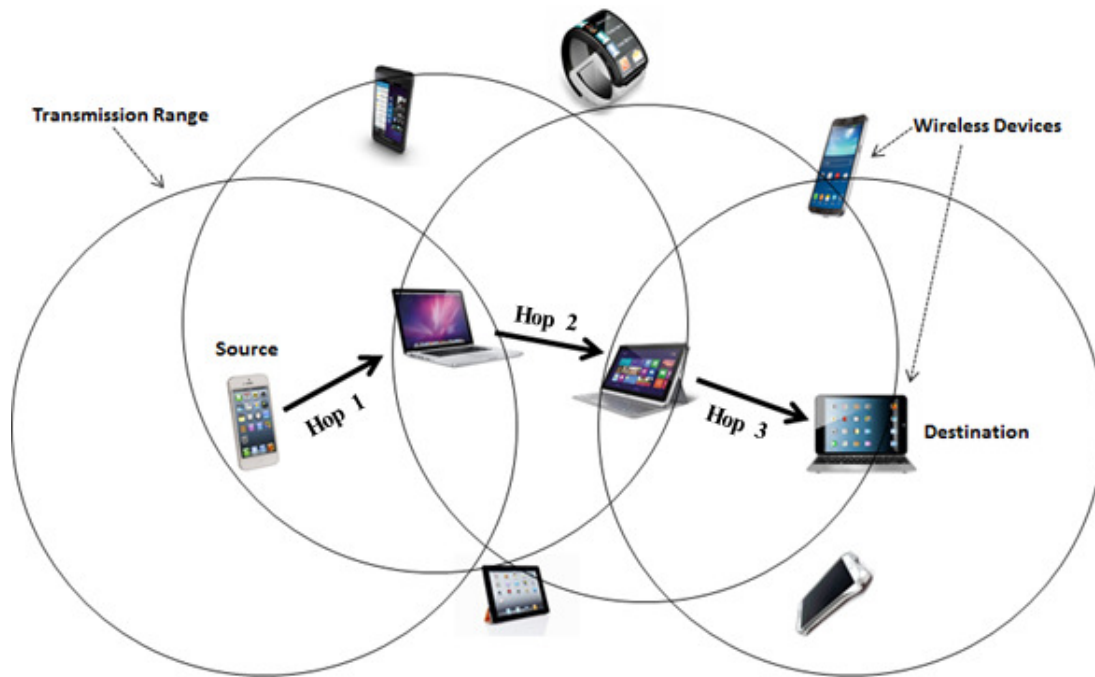 Transmission Range
Wireless Devices
Source
Hop 1
Hop 2
Hop 3
Destination